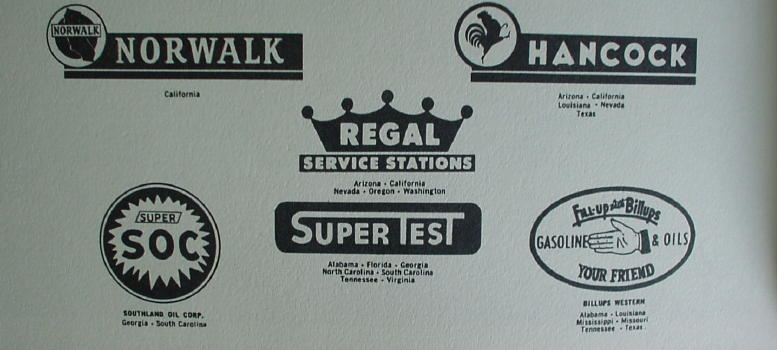 NORWALK
NORWALK
California
HANCOCK
Arizona - California
Louisiana - Nevada
Texas
REGAL
SERVICE STATIONS
Arizona - California
Nevada - Oregon - Washington
SUPER
SOC
SOUTHLAND OIL CORP.
Georgia - South Carolina
SUPER TEST
Alabama - Florida - Georgia
North Carolina - South Carolina
Tennessee - Virginia
FILL-UP with Billups
GASOLINE & OILS
YOUR FRIEND
BILLUPS WESTERN
Alabama - Louisiana
Mississippi - Missouri
Tennessee - Texas